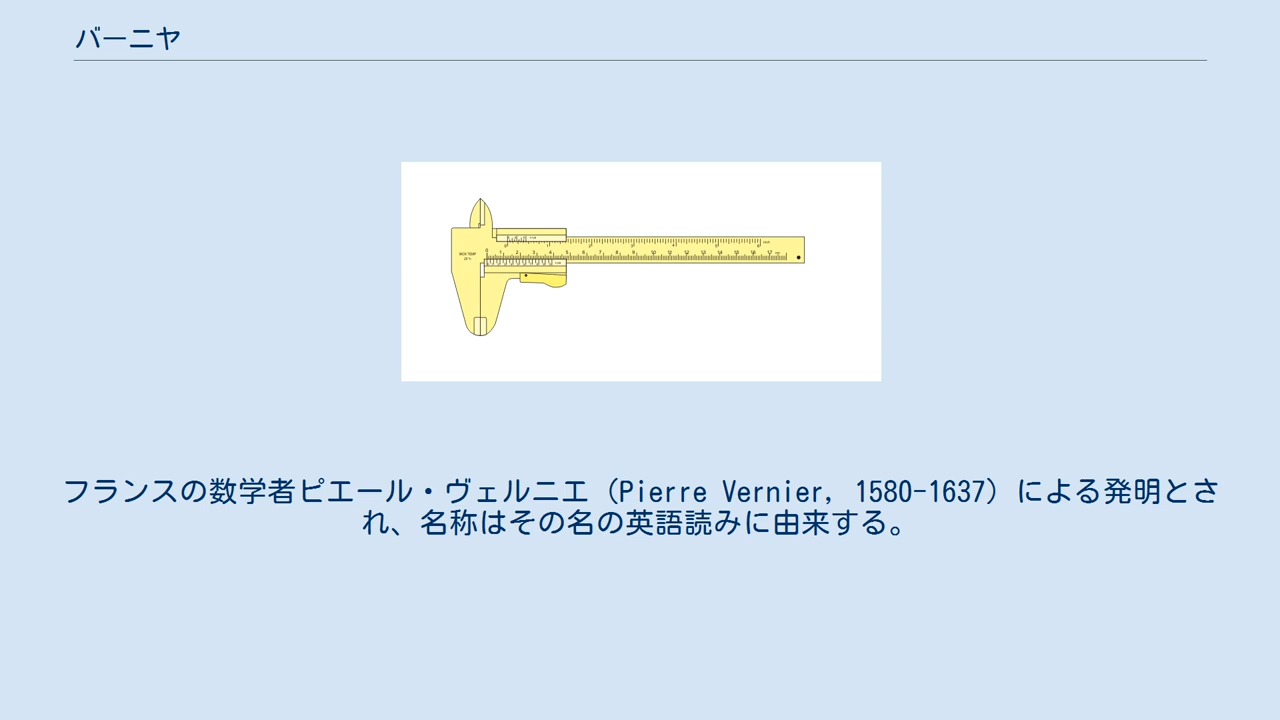 バーニヤ
フランスの数学者ピエール・ヴェルニエ（Pierre Vernier, 1580-1637）による発明とさ
れ、名称はその名の英語読みに由来する。